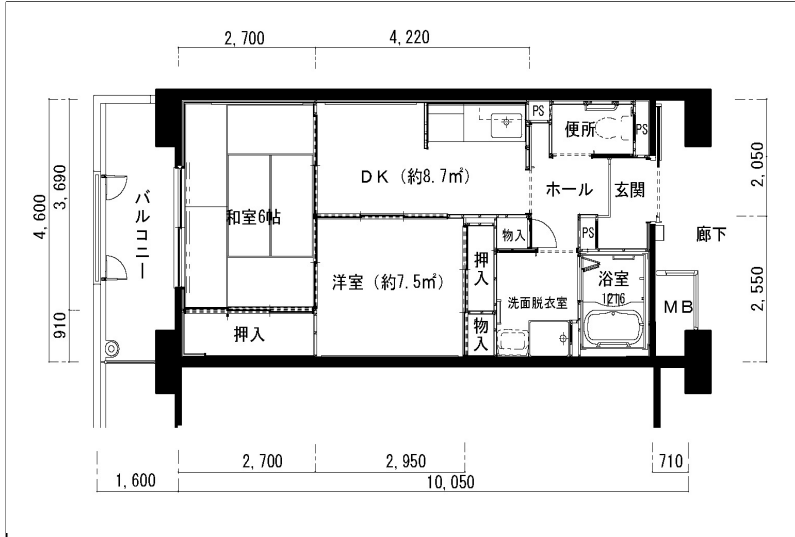 2,700
4,220
PS
便所
PS
DK(約8.7㎡)
ホール
玄関
和室6帖
バルコニー
4,600
3,690
910
2,050
2,550
廊下
物入
PS
押入
洋室(約7.5㎡)
浴室
1216
洗面脱衣室
MB
押入
物入
2,700
2,950
710
1,600
10,050